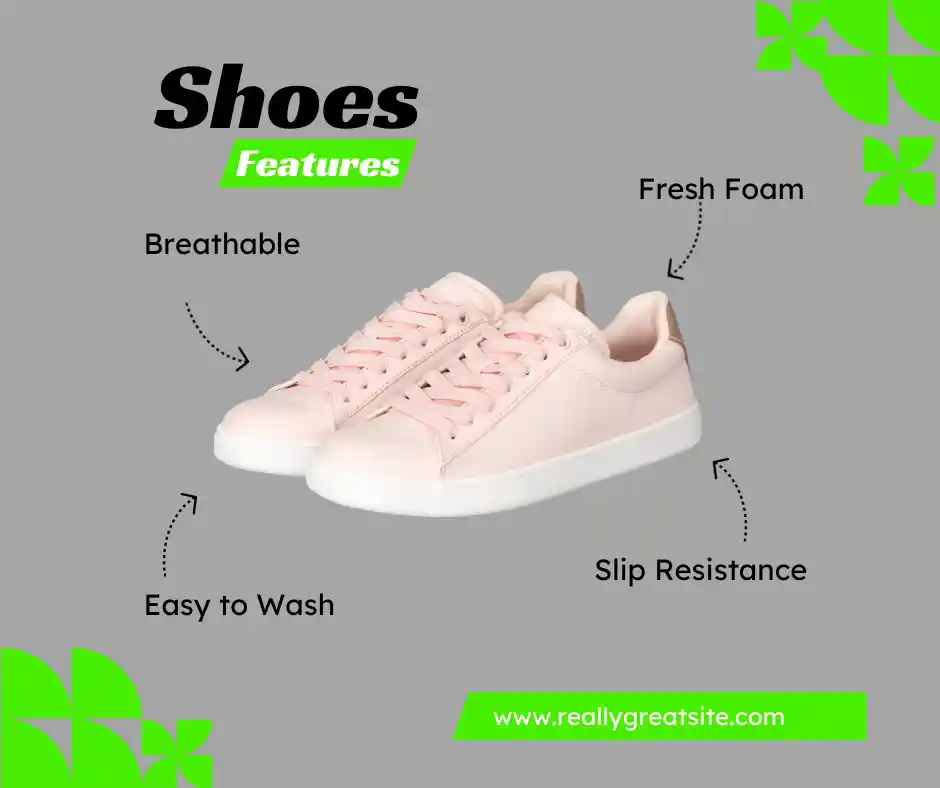 Shoes
Features
Fresh Foam
Breathable
Slip Resistance
Easy to Wash
www.reallygreatsite.com